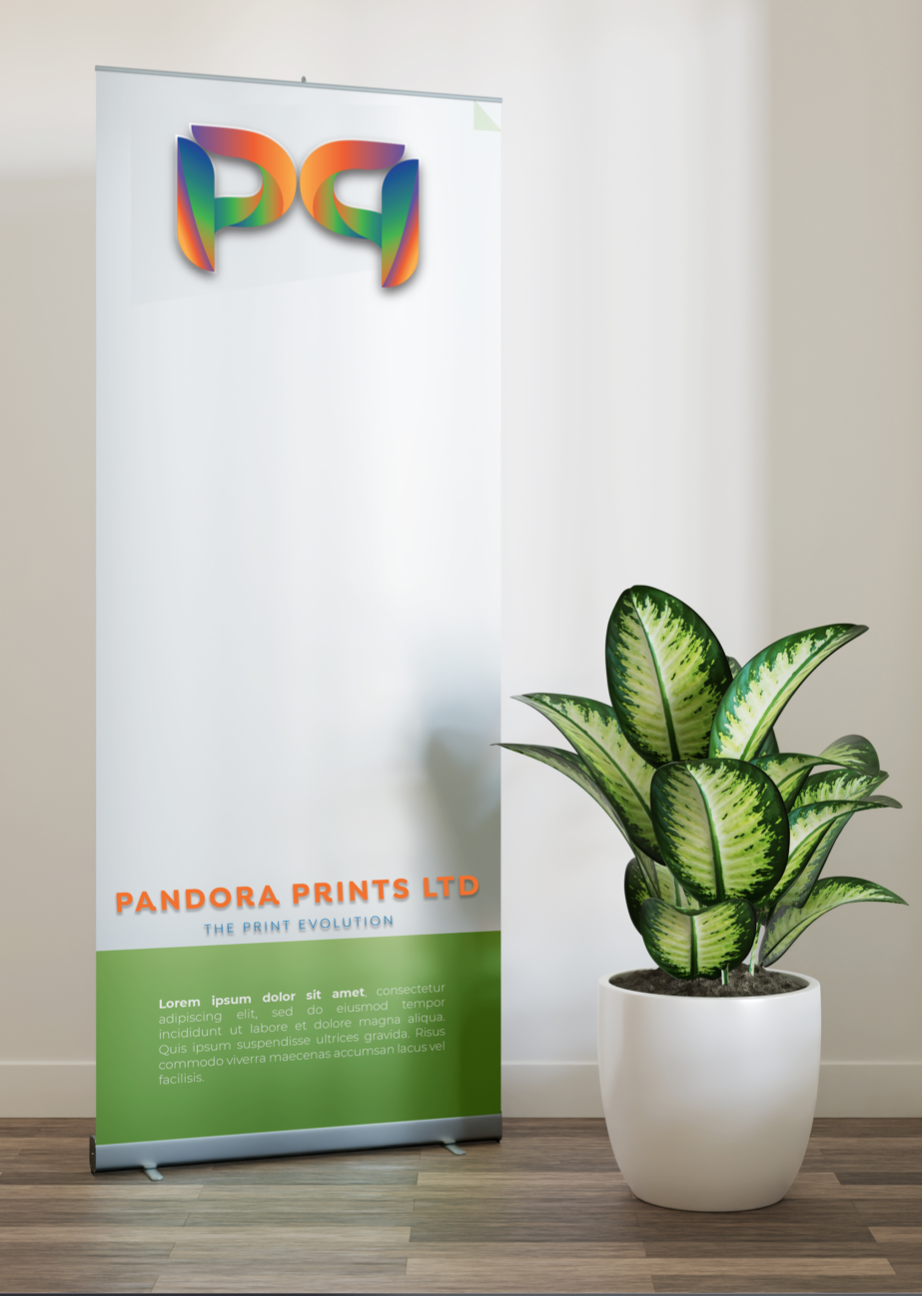 PANDORA PRINTS LTD
THE PRINT EVOLUTION
Lorem ipsum dolor sit amet, consectetur
adipiscing elit, sed do eiusmod tempor
incididunt ut labore et dolore magna aliqua.
Quis ipsum suspendisse ultrices gravida. Risus
commodo viverra maecenas accumsan lacus vel
facilisis.